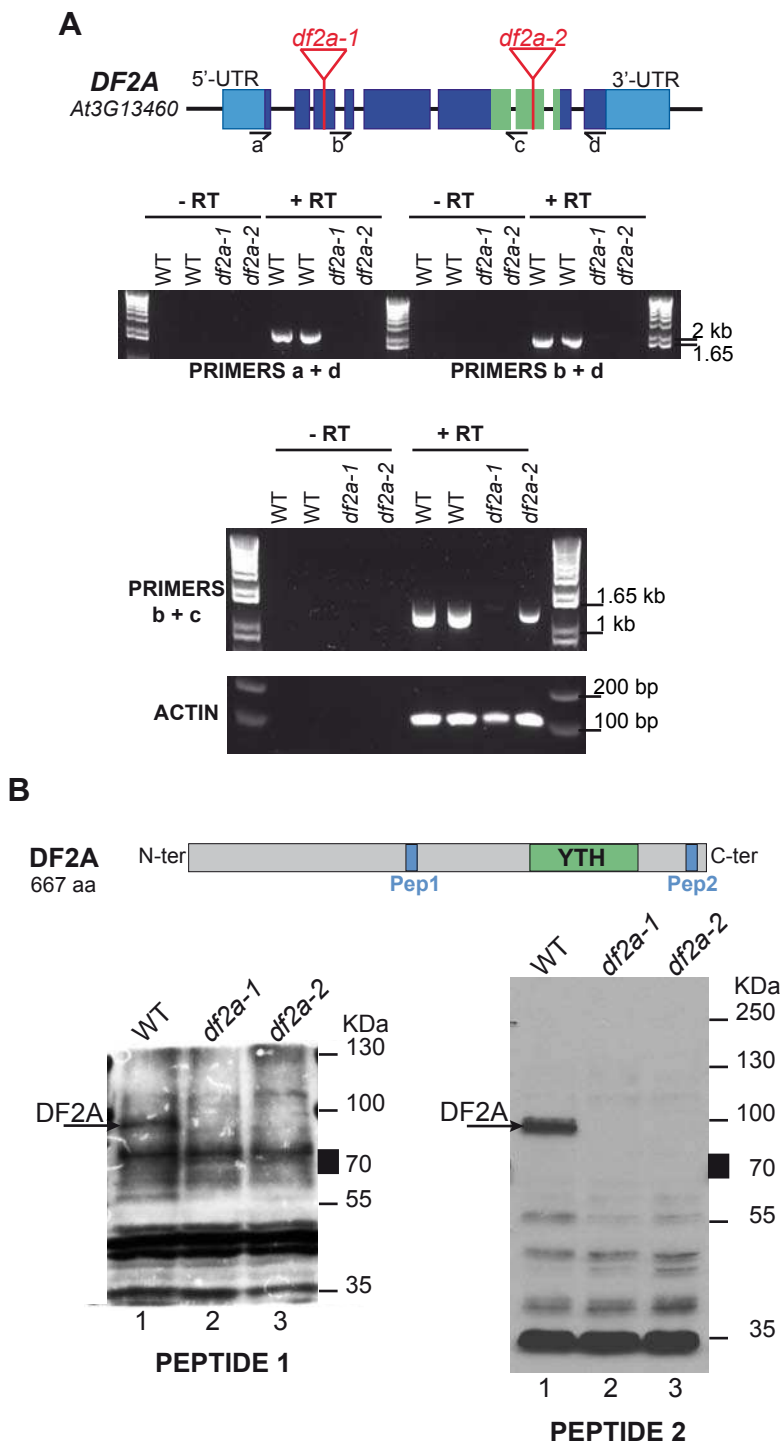 A
df2a-1
df2a-2
DF2A
At3G13460
5'-UTR
3'-UTR
a
b
c
d
- RT
+ RT
- RT
+ RT
WT
WT
df2a-1
df2a-2
WT
WT
df2a-1
df2a-2
WT
WT
df2a-1
df2a-2
WT
WT
df2a-1
df2a-2
2 kb
1.65
PRIMERS a + d
PRIMERS b + d
- RT
+ RT
WT
WT
df2a-1
df2a-2
WT
WT
df2a-1
df2a-2
PRIMERS
b + c
1.65 kb
1 kb
ACTIN
200 bp
100 bp
B
DF2A
667 aa
N-ter
YTH
C-ter
Pep1
Pep2
WT
df2a-1
df2a-2
KDa
130
100
70
55
35
DF2A
1
2
3
PEPTIDE 1
WT
df2a-1
df2a-2
KDa
250
130
100
70
55
35
DF2A
1
2
3
PEPTIDE 2